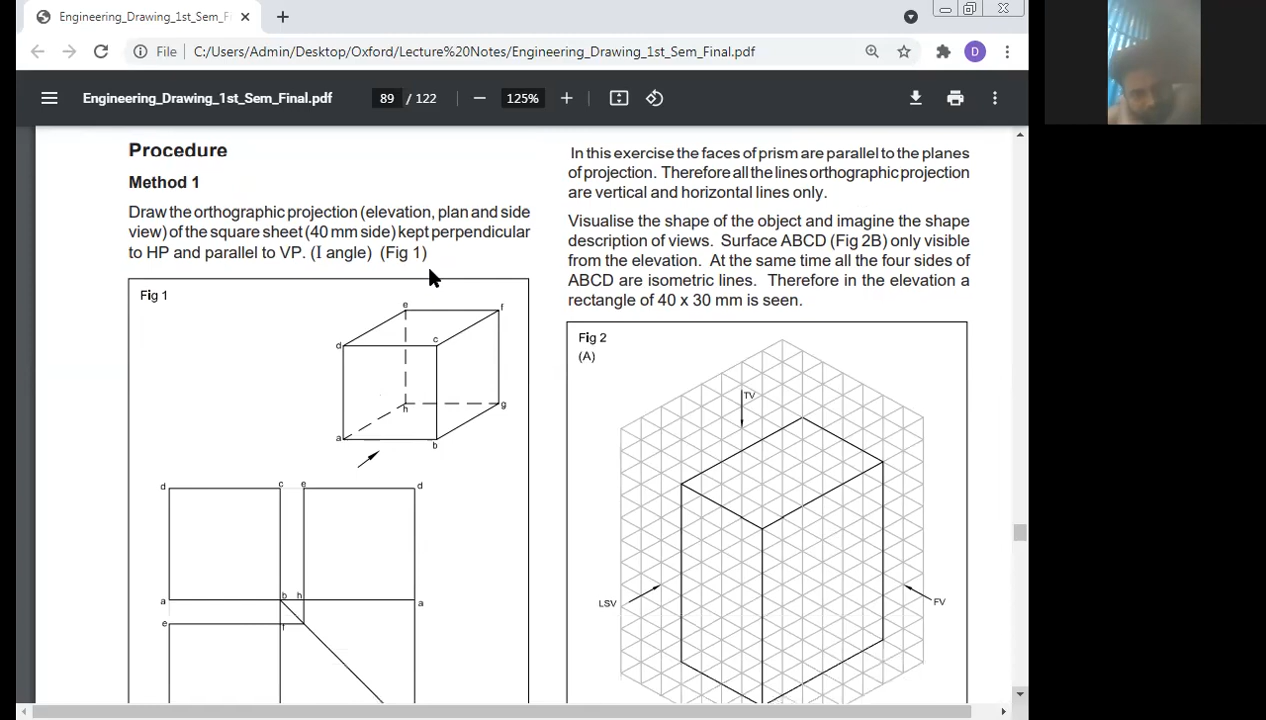 Engineering_Drawing_1st_Sem_Fin
File
C:/Users/Admin/Desktop/Oxford/Lecture%20Notes/Engineering_Drawing_1st_Sem_Final.pdf
D
Engineering_Drawing_1st_Sem_Final.pdf
89 / 122
125%
Procedure
Method 1
Draw the orthographic projection (elevation, plan and side
view) of the square sheet (40 mm side) kept perpendicular
to HP and parallel to VP. (I angle) (Fig 1)
Fig 1
e
f
d
c
h
g
a
b
d
c
e
d
a
b
h
a
e
f
In this exercise the faces of prism are parallel to the planes
of projection. Therefore all the lines orthographic projection
are vertical and horizontal lines only.
Visualise the shape of the object and imagine the shape
description of views. Surface ABCD (Fig 2B) only visible
from the elevation. At the same time all the four sides of
ABCD are isometric lines. Therefore in the elevation a
rectangle of 40 x 30 mm is seen.
Fig 2
(A)
TV
LSV
FV